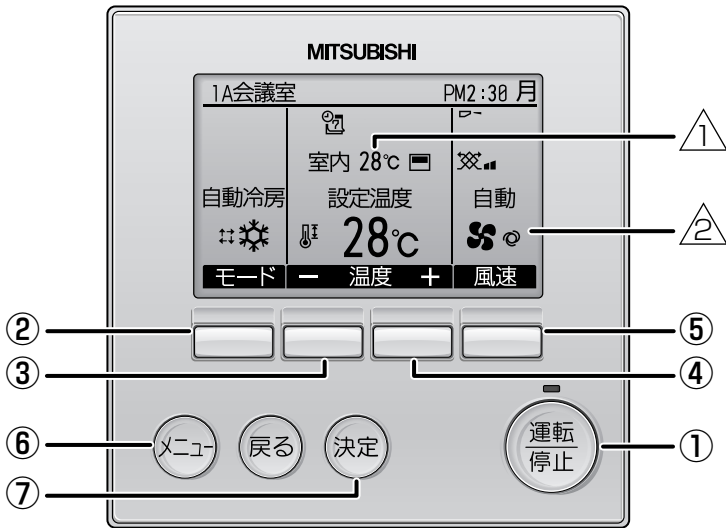 MITSUBISHI
1A会議室 PM2:30 月
室内 28℃
自動冷房 設定温度 自動
28℃
モード − 温度 + 風速
1
2
②
③
④
⑤
⑥ メニュー 戻る 決定 運転 停止 ①
⑦